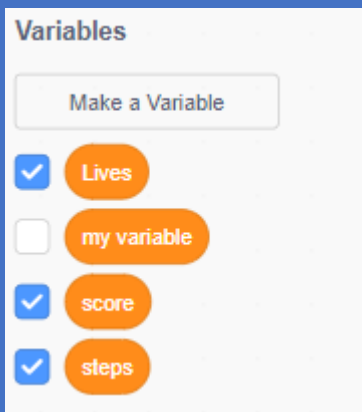 Variables
Make a Variable
Lives
my variable
score
steps